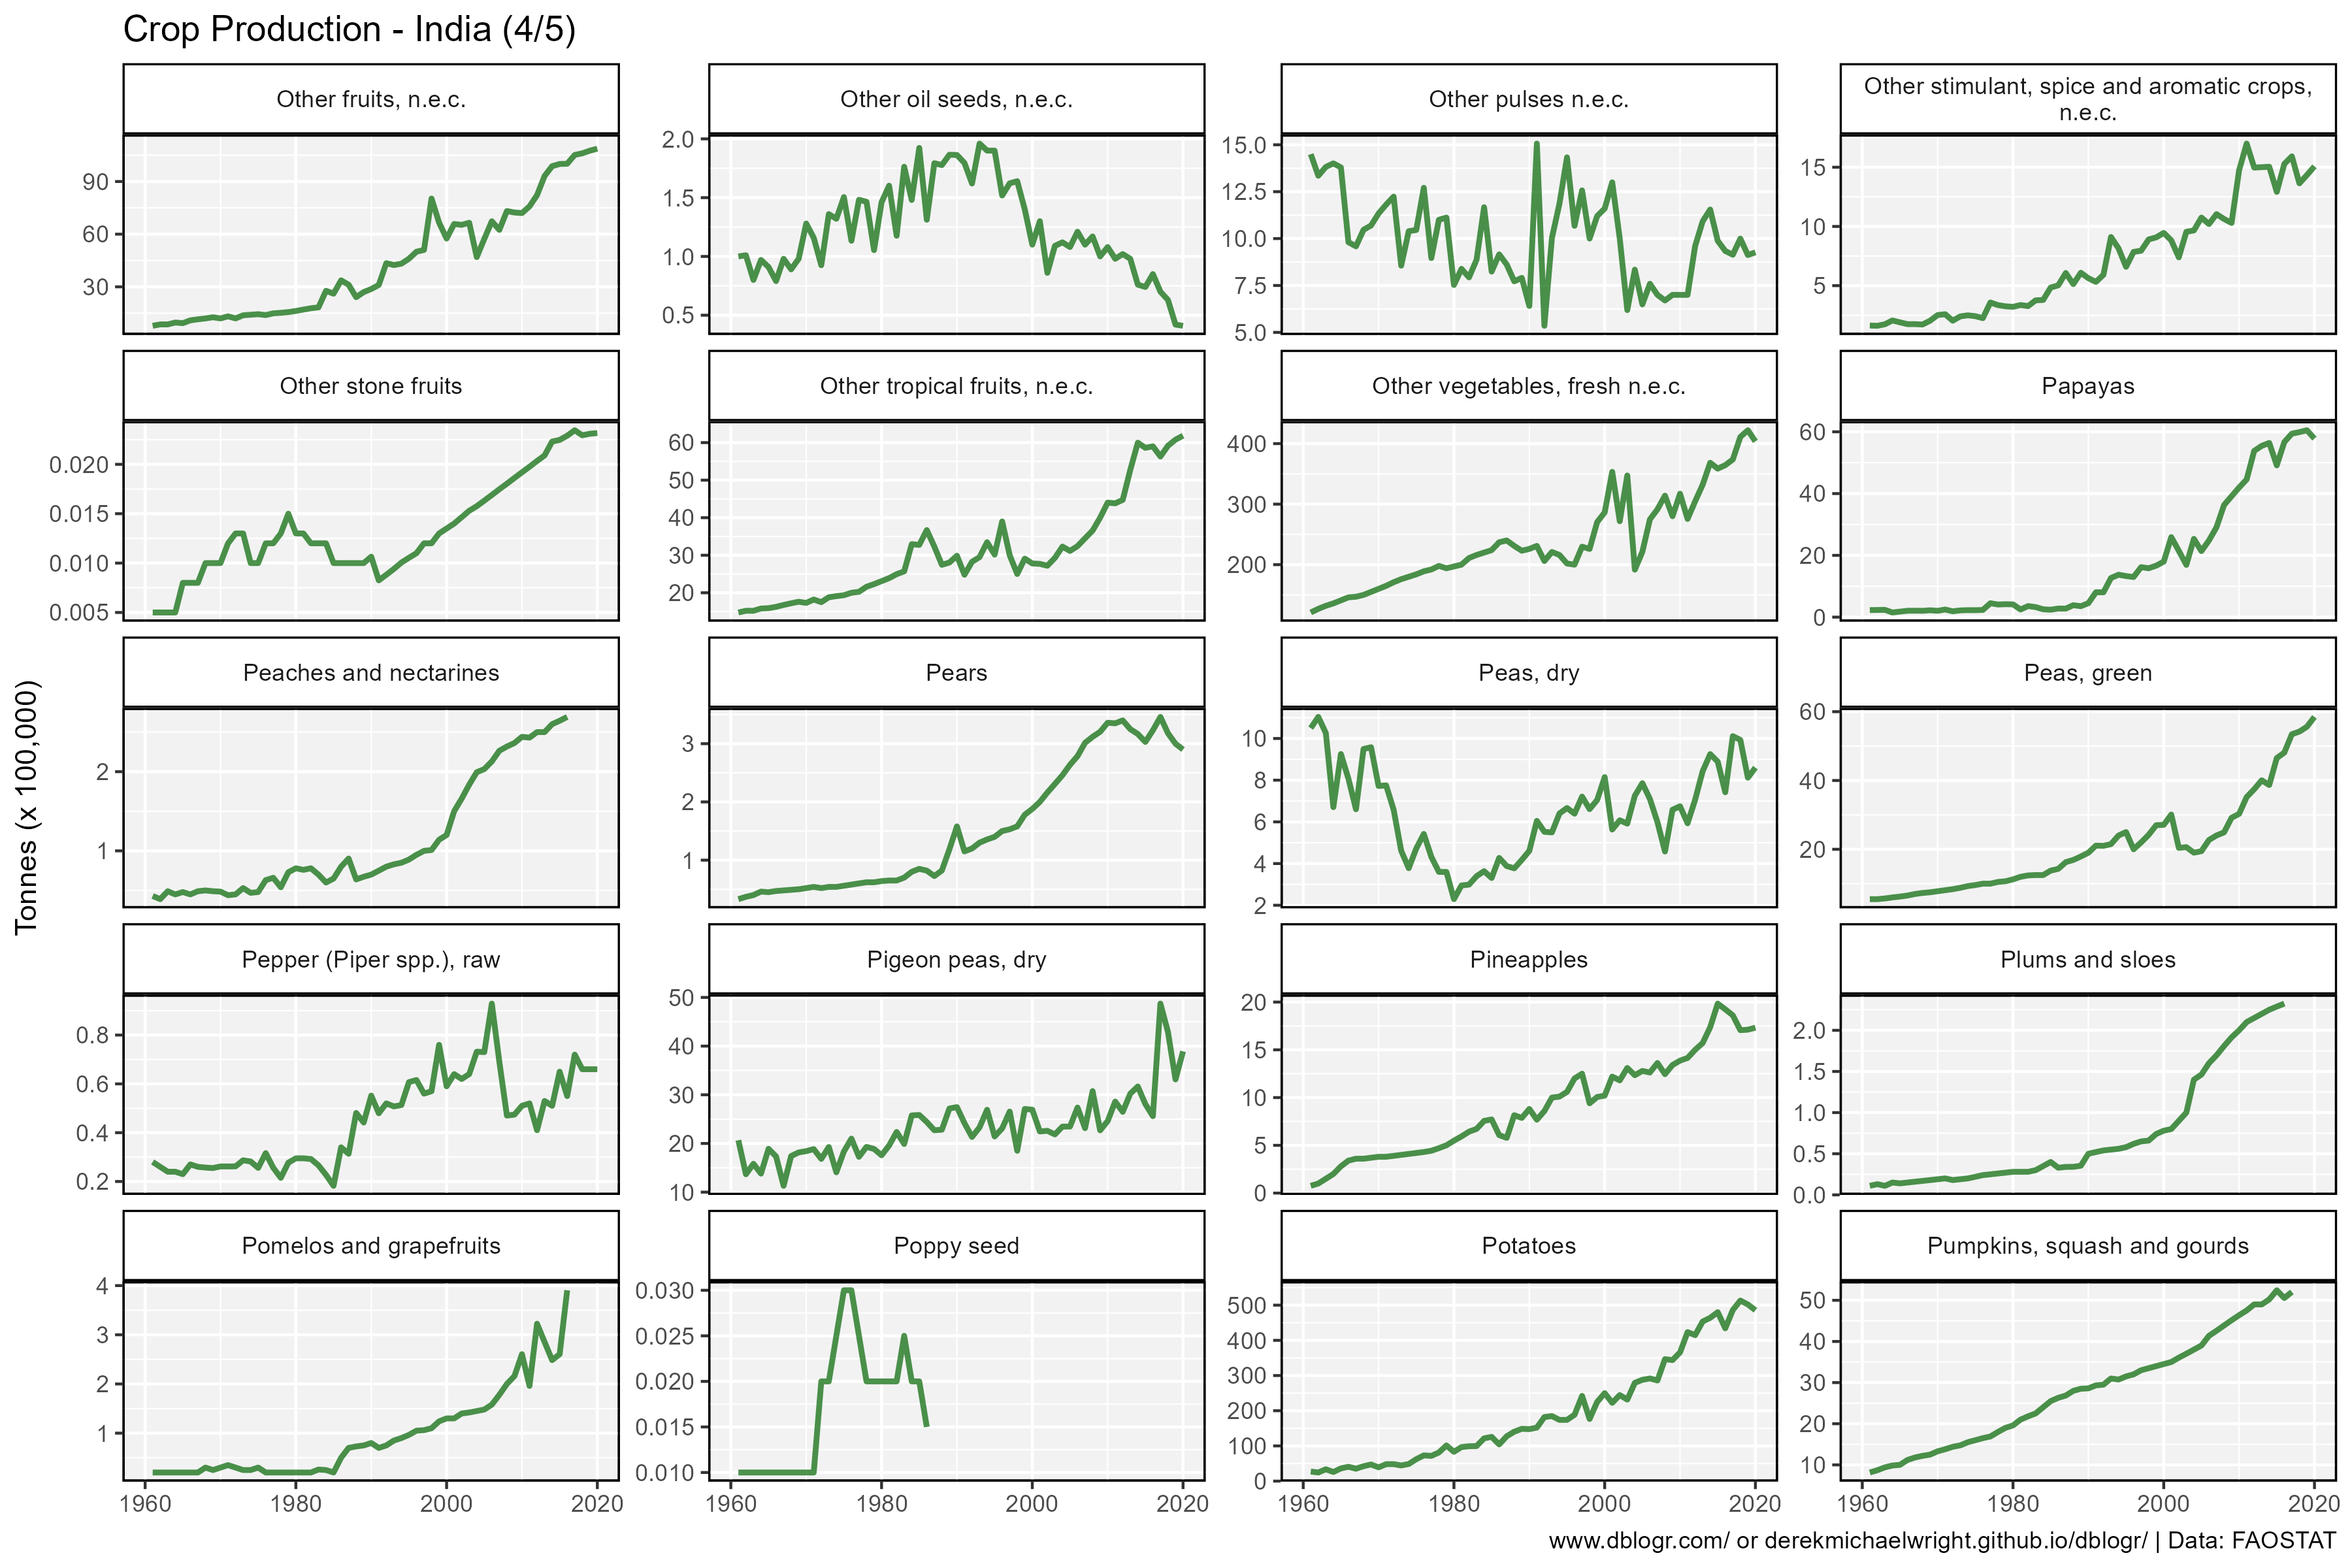 Crop Production - India (4/5)
Tonnes (x 100,000)
Other fruits, n.e.c.
90
60
30
Other oil seeds, n.e.c.
2.0
1.5
1.0
0.5
Other pulses n.e.c.
15.0
12.5
10.0
7.5
5.0
Other stimulant, spice and aromatic crops,
n.e.c.
15
10
5
Other stone fruits
0.020
0.015
0.010
0.005
Other tropical fruits, n.e.c.
60
50
40
30
20
Other vegetables, fresh n.e.c.
400
300
200
Papayas
60
40
20
0
Peaches and nectarines
2
1
Pears
3
2
1
Peas, dry
10
8
6
4
2
Peas, green
60
40
20
Pepper (Piper spp.), raw
0.8
0.6
0.4
0.2
Pigeon peas, dry
50
40
30
20
10
Pineapples
20
15
10
5
0
Plums and sloes
2.0
1.5
1.0
0.5
0.0
Pomelos and grapefruits
4
3
2
1
1960 1980 2000 2020
Poppy seed
0.030
0.025
0.020
0.015
0.010
1960 1980 2000 2020
Potatoes
500
400
300
200
100
0
1960 1980 2000 2020
Pumpkins, squash and gourds
50
40
30
20
10
1960 1980 2000 2020
www.dblogr.com/ or derekmichaelwright.github.io/dblogr/ | Data: FAOSTAT